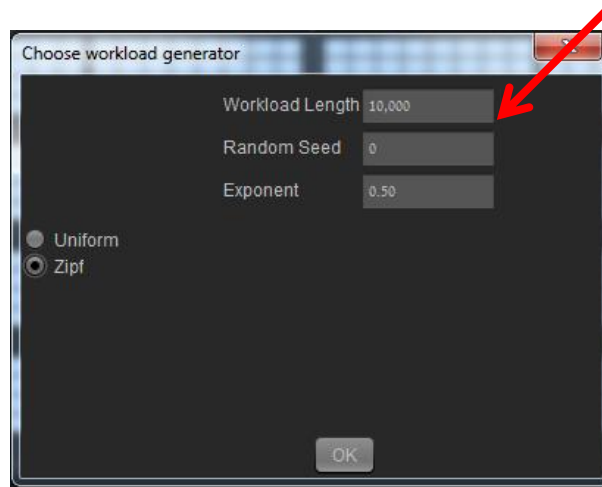 Choose workload generator
Workload Length 10,000
Random Seed 0
Exponent 0.50
Uniform
Zipf
OK